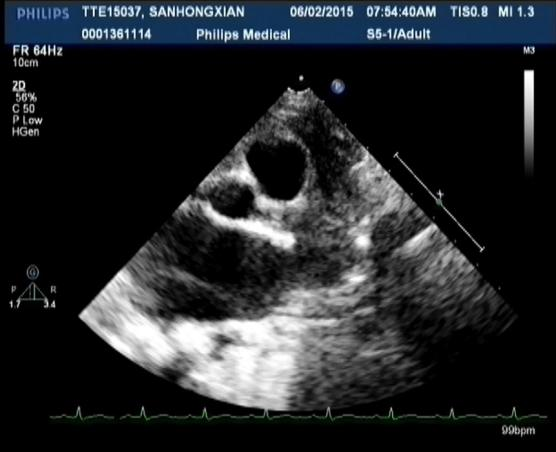 PHILIPS TTE15037, SANHONGXIAN 06/02/2015 07:54:40AM TIS0.8 MI 1.3
0001361114 Philips Medical S5-1/Adult
FR 64Hz
10cm
M3
2D
56%
C 50
P Low
HGen
P
G
P R
1.7 3.4
99bpm